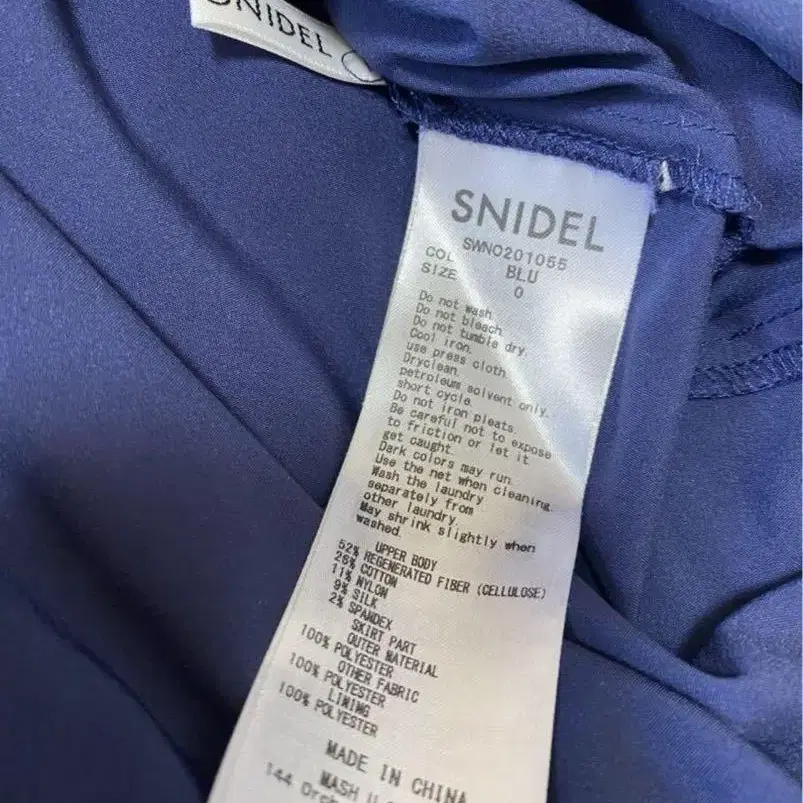 SNIDEL
SNIDEL
SWNO201055
COL BLU
SIZE 0
Do not wash.
Do not bleach.
Do not tumble dry.
Cool iron.
use press cloth.
Dryclean.
petroleum solvent only.
short cycle.
Do not iron pleats.
Be careful not to expose
to friction or let it
get caught.
Dark colors may run.
Use the net when cleaning.
Wash the laundry
separately from
other laundry.
May shrink slightly when
washed.
UPPER BODY
52% REGENERATED FIBER (CELLULOSE)
26% COTTON
11% NYLON
9% SILK
2% SPANDEX
SKIRT PART
OUTER MATERIAL
100% POLYESTER
OTHER FABRIC
100% POLYESTER
LINING
100% POLYESTER
MADE IN CHINA
MASH
144